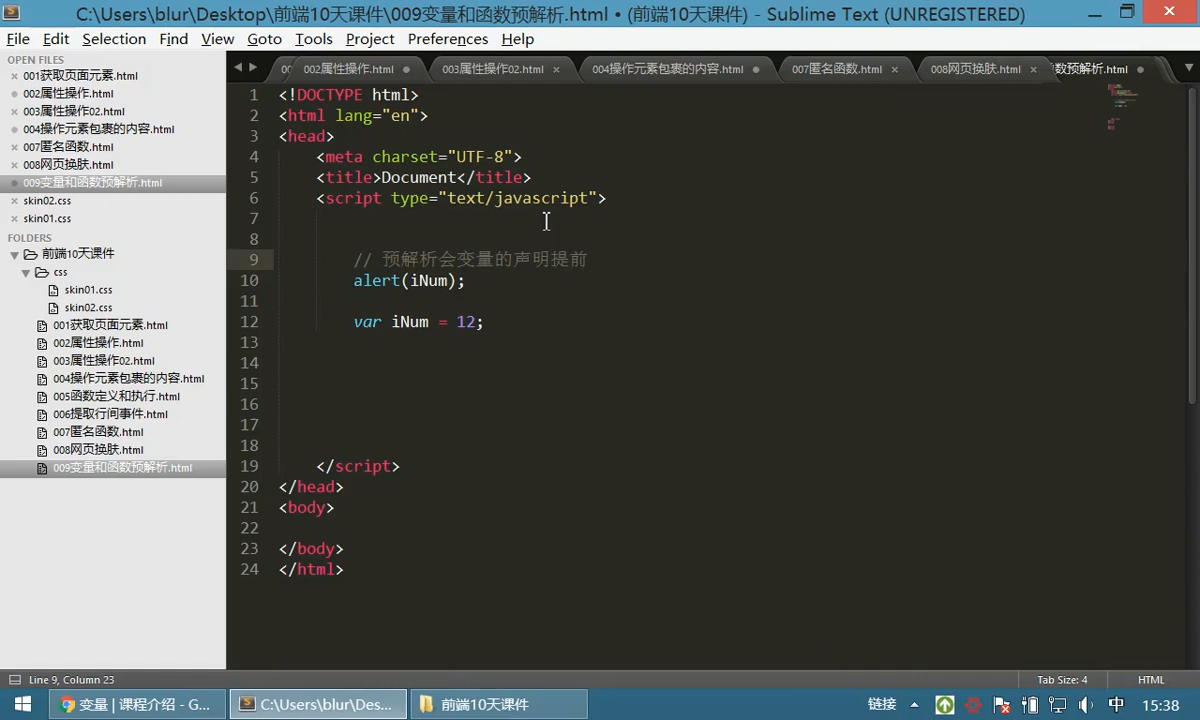 C:\Users\blur\Desktop\前端10天课件\009变量和函数预解析.html • (前端10天课件) - Sublime Text (UNREGISTERED)
File Edit Selection Find View Goto Tools Project Preferences Help
OPEN FILES
001获取页面元素.html
002属性操作.html
003属性操作02.html
004操作元素包裹的内容.html
007匿名函数.html
008网页换肤.html
009变量和函数预解析.html
skin02.css
skin01.css
FOLDERS
前端10天课件
css
skin01.css
skin02.css
001获取页面元素.html
002属性操作.html
003属性操作02.html
004操作元素包裹的内容.html
005函数定义和执行.html
006提取行间事件.html
007匿名函数.html
008网页换肤.html
009变量和函数预解析.html
002属性操作.html 003属性操作02.html 004操作元素包裹的内容.html 007匿名函数.html 008网页换肤.html 数预解析.html
1 <!DOCTYPE html>
2 <html lang="en">
3 <head>
4 <meta charset="UTF-8">
5 <title>Document</title>
6 <script type="text/javascript">
7
8
9 // 预解析会变量的声明提前
10 alert(iNum);
11
12 var iNum = 12;
13
14
15
16
17
18
19 </script>
20 </head>
21 <body>
22
23 </body>
24 </html>
Line 9, Column 23 Tab Size: 4 HTML
变量 | 课程介绍 - G... C:\Users\blur\Des... 前端10天课件 链接 中 15:38